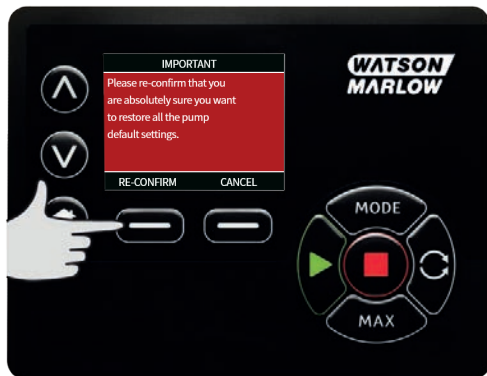 IMPORTANT
Please re-confirm that you
are absolutely sure you want
to restore all the pump
default settings.
RE-CONFIRM CANCEL
WATSON
MARLOW
MODE
MAX